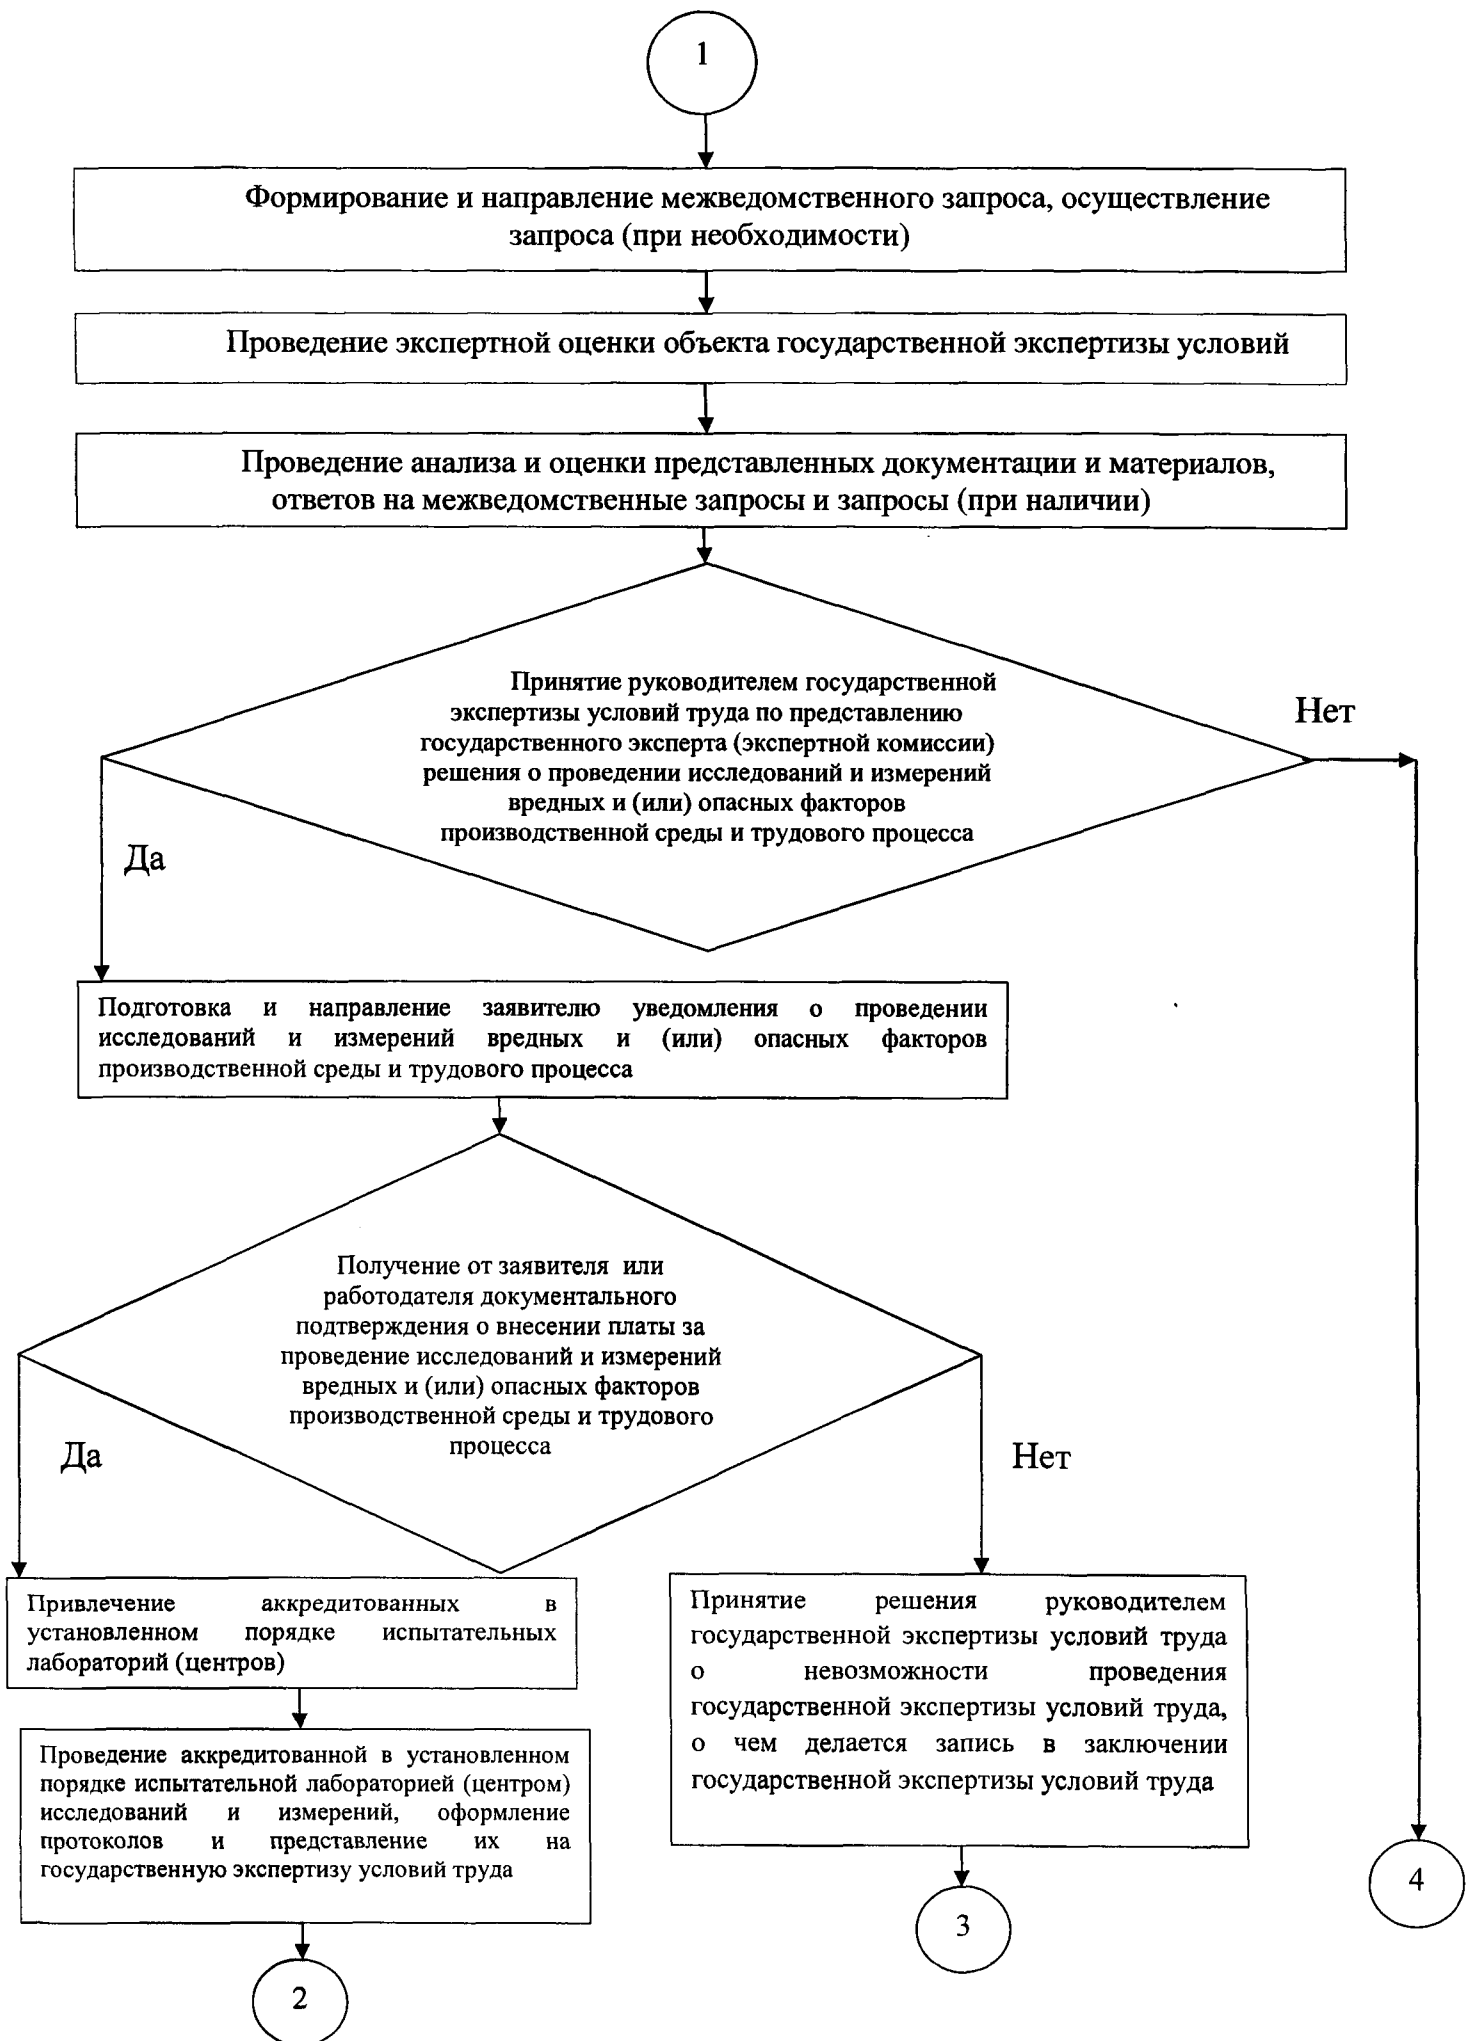 1
Формирование и направление межведомственного запроса, осуществление
запроса (при необходимости)
Проведение экспертной оценки объекта государственной экспертизы условий
Проведение анализа и оценки представленных документации и материалов,
ответов на межведомственные запросы и запросы (при наличии)
Принятие руководителем государственной
экспертизы условий труда по представлению
государственного эксперта (экспертной комиссии)
решения о проведении исследований и измерений
вредных и (или) опасных факторов
производственной среды и трудового процесса
Нет
Да
Подготовка и направление заявителю уведомления о проведении
исследований и измерений вредных и (или) опасных факторов
производственной среды и трудового процесса
Получение от заявителя или
работодателя документального
подтверждения о внесении платы за
проведение исследований и измерений
вредных и (или) опасных факторов
производственной среды и трудового
процесса
Да
Нет
Привлечение аккредитованных в
установленном порядке испытательных
лабораторий (центров)
Проведение аккредитованной в установленном
порядке испытательной лабораторией (центром)
исследований и измерений, оформление
протоколов и представление их на
государственную экспертизу условий труда
2
Принятие решения руководителем
государственной экспертизы условий труда
о невозможности проведения
государственной экспертизы условий труда,
о чем делается запись в заключении
государственной экспертизы условий труда
3
4